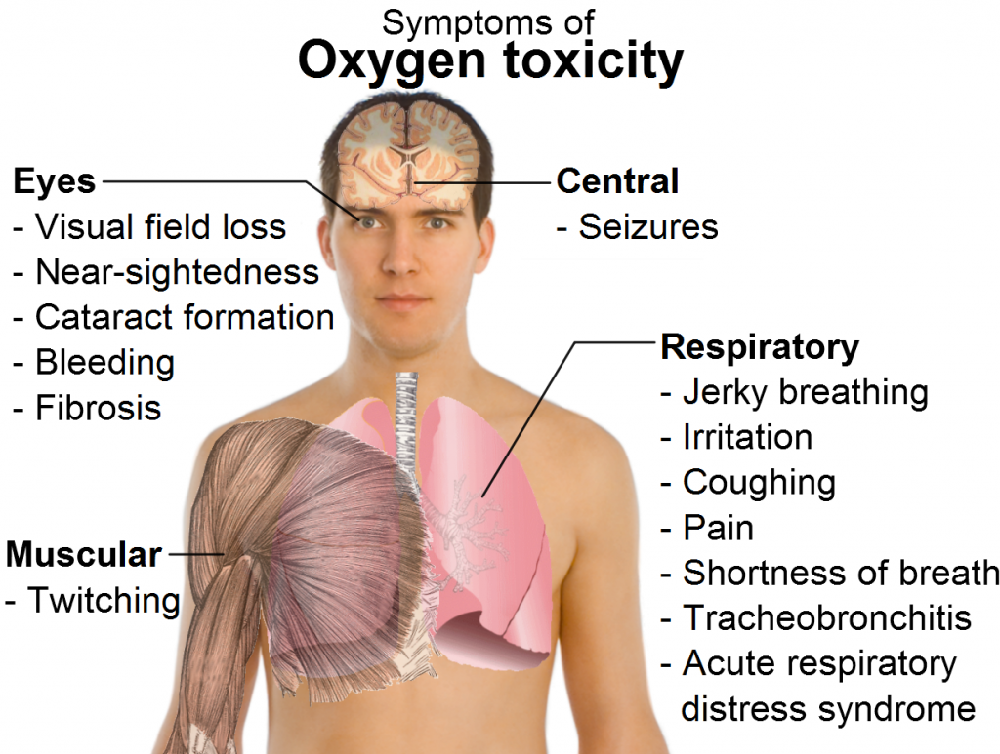 Symptoms of
Oxygen toxicity
Eyes
- Visual field loss
- Near-sightedness
- Cataract formation
- Bleeding
- Fibrosis
Central
- Seizures
Respiratory
- Jerky breathing
- Irritation
- Coughing
- Pain
- Shortness of breath
- Tracheobronchitis
- Acute respiratory
distress syndrome
Muscular
- Twitching